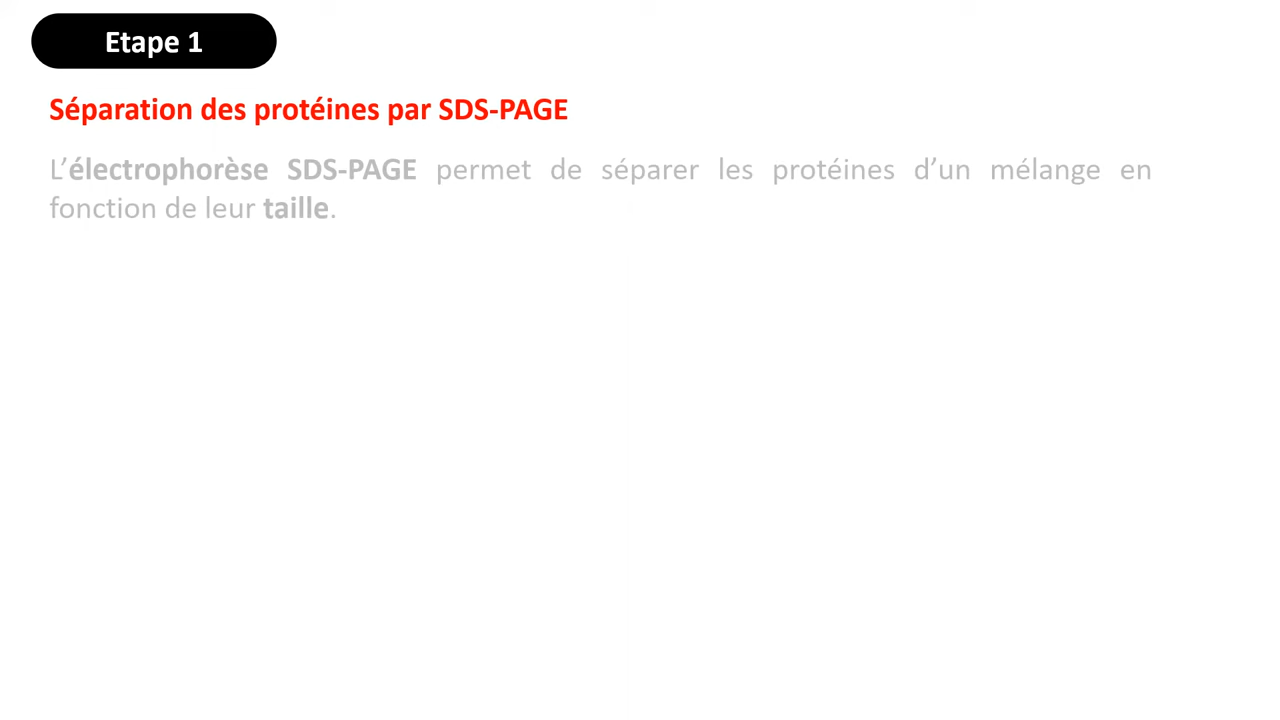 Etape 1
Séparation des protéines par SDS-PAGE
L’électrophorèse SDS-PAGE permet de séparer les protéines d’un mélange en
fonction de leur taille.